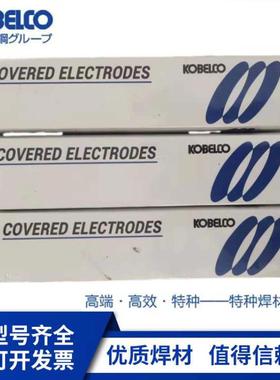 KOBELCO
鋼グループ
KOBELCO
COVERED ELECTRODES
KOBELCO
COVERED ELECTRODES
KOBELCO
COVERED ELECTRODES
高端·高效·特种——特种焊材
型号齐全
可开发票
优质焊材 值得信